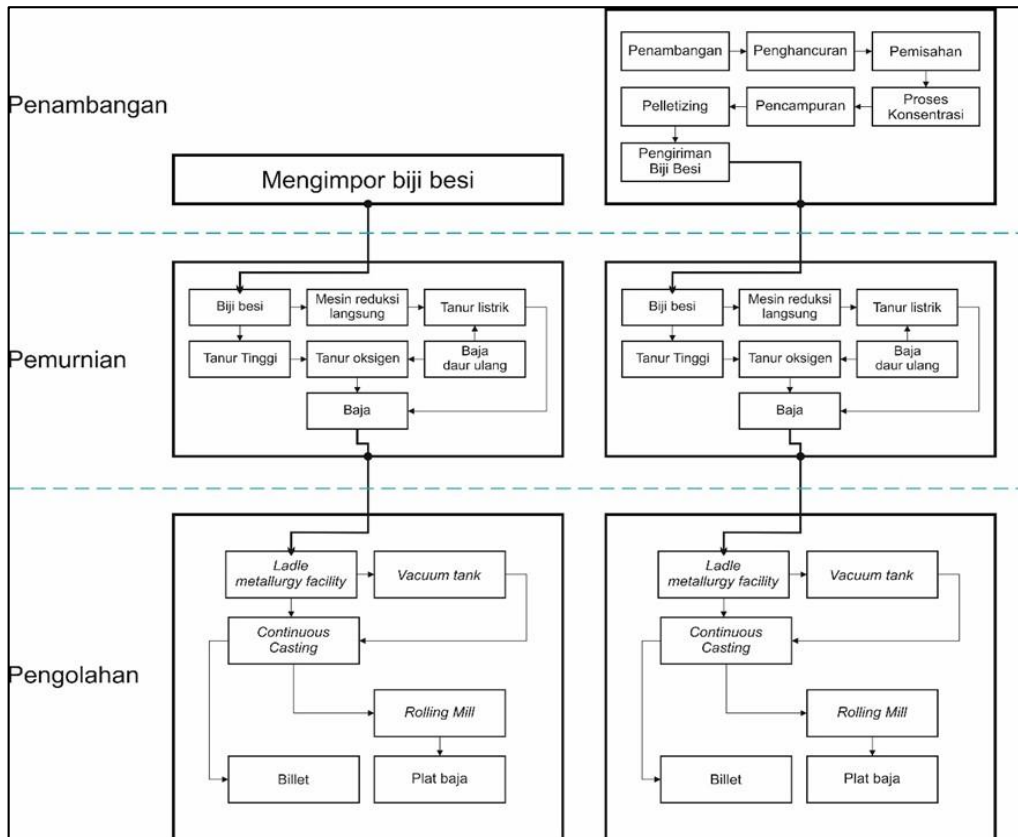 Penambangan
Mengimpor biji besi
Penambangan
Penghancuran
Pemisahan
Pelletizing
Pencampuran
Proses
Konsentrasi
Pengiriman
Biji Besi
Pemurnian
Biji besi
Mesin reduksi
langsung
Tanur listrik
Tanur Tinggi
Tanur oksigen
Baja
daur ulang
Baja
Biji besi
Mesin reduksi
langsung
Tanur listrik
Tanur Tinggi
Tanur oksigen
Baja
daur ulang
Baja
Pengolahan
Ladle
metallurgy facility
Vacuum tank
Continuous
Casting
Rolling Mill
Billet
Plat baja
Ladle
metallurgy facility
Vacuum tank
Continuous
Casting
Rolling Mill
Billet
Plat baja